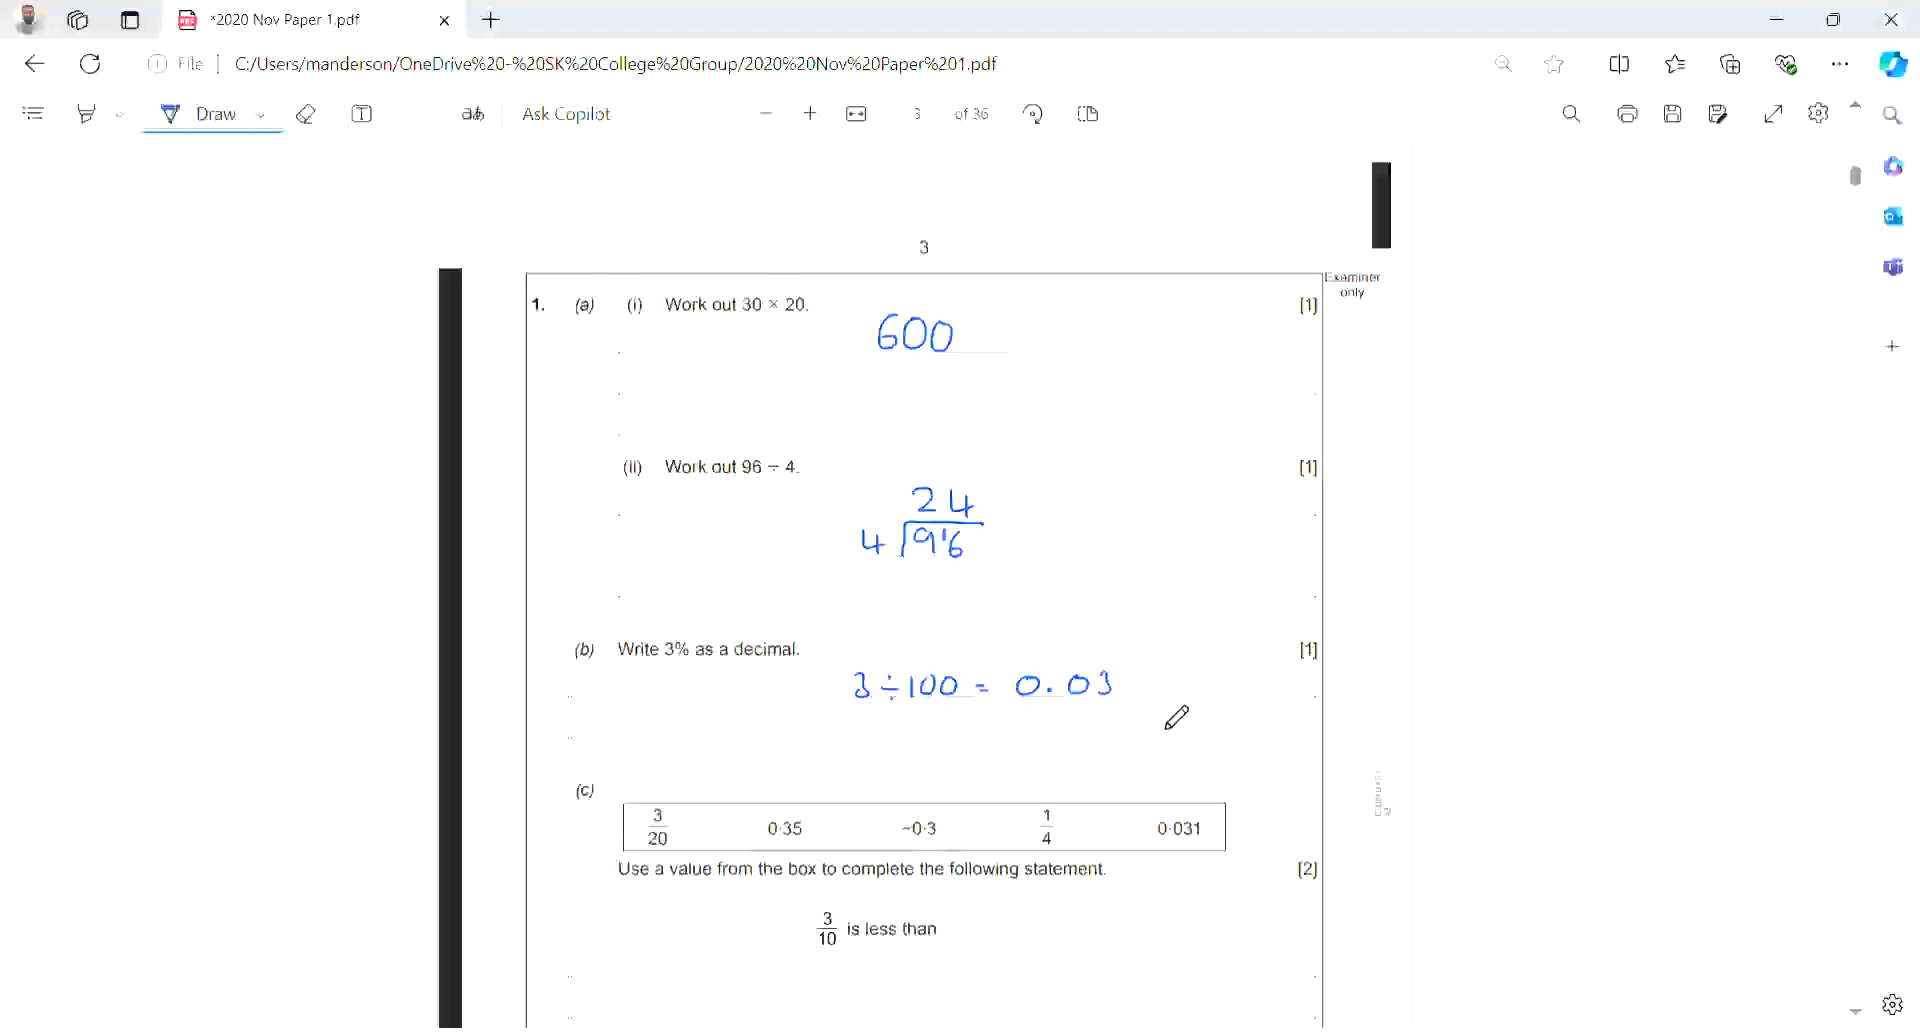 *2020 Nov Paper 1.pdf
File
C:/Users/manderson/OneDrive%20-%20SK%20College%20Group/2020%20Nov%20Paper%201.pdf
Draw
Ask Copilot
3 of 36
3
Examiner
only
1. (a) (i) Work out 30 × 20. [1]
600
(ii) Work out 96 ÷ 4. [1]
24
4 96
(b) Write 3% as a decimal. [1]
3 ÷ 100 = 0.03
(c)
3/20 0·35 −0·3 1/4 0·031
Use a value from the box to complete the following statement. [2]
3/10 is less than